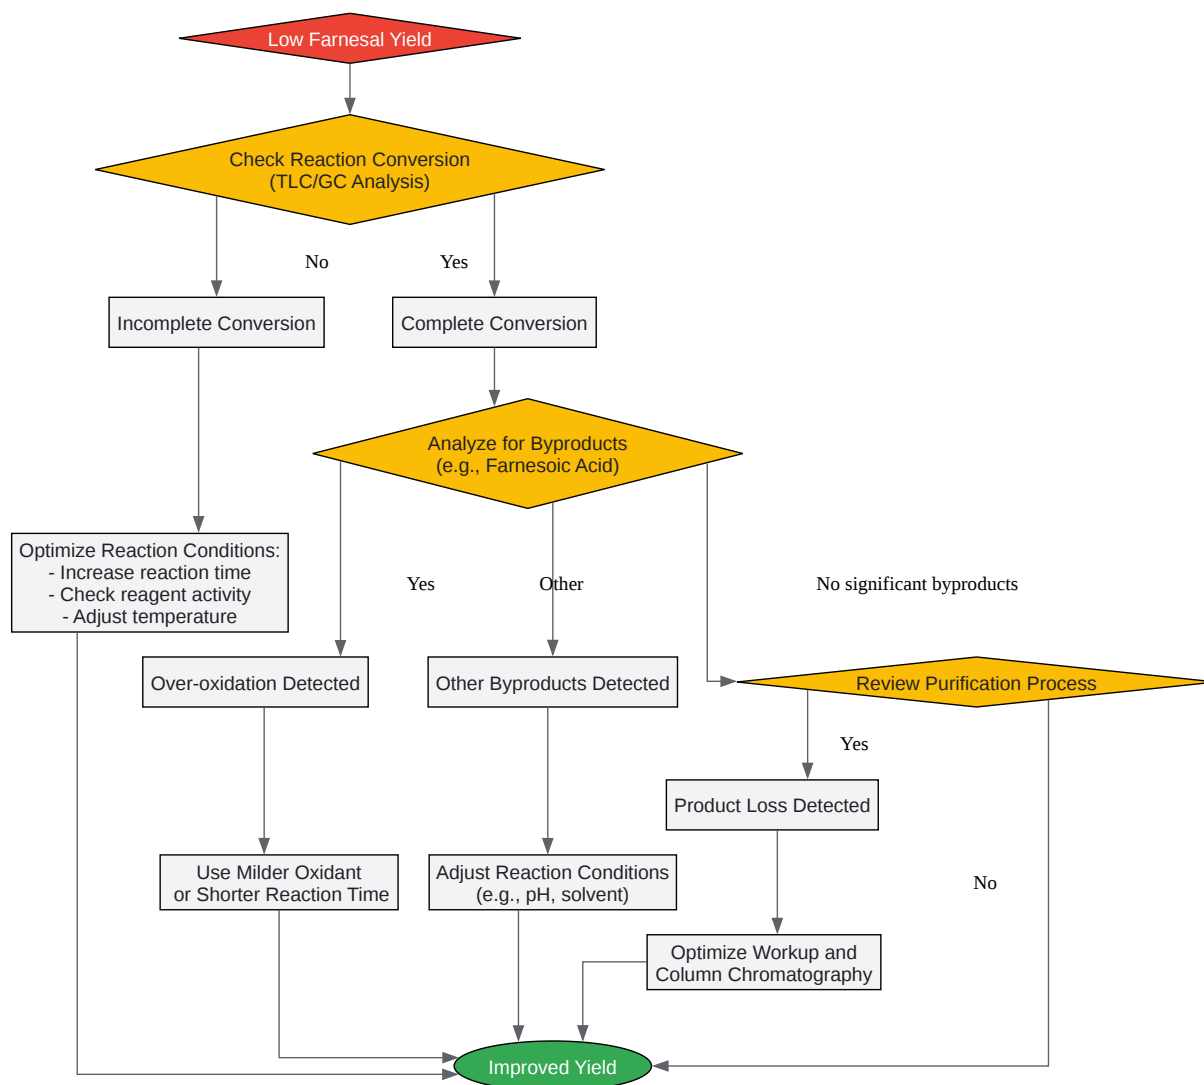 Low Farnesal Yield
Check Reaction Conversion
(TLC/GC Analysis)
No
Yes
Incomplete Conversion
Complete Conversion
Analyze for Byproducts
(e.g., Farnesoic Acid)
Optimize Reaction Conditions:
- Increase reaction time
- Check reagent activity
- Adjust temperature
Yes
Other
No significant byproducts
Over-oxidation Detected
Other Byproducts Detected
Review Purification Process
Yes
Product Loss Detected
Use Milder Oxidant
or Shorter Reaction Time
Adjust Reaction Conditions
(e.g., pH, solvent)
No
Optimize Workup and
Column Chromatography
Improved Yield